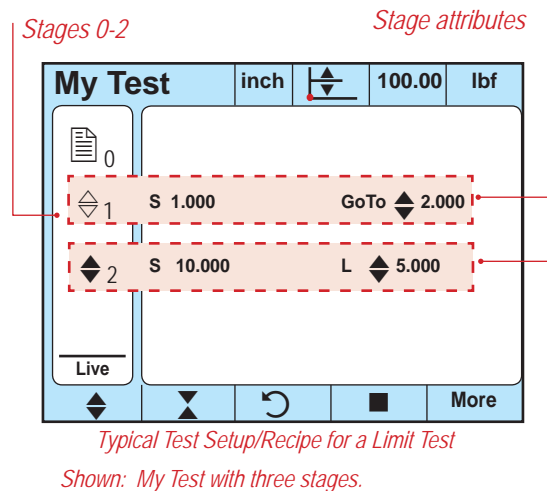 Stages 0-2
Stage attributes
My Test inch 100.00 lbf
0
1 S 1.000 GoTo 2.000
2 S 10.000 L 5.000
Live
More
Typical Test Setup/Recipe for a Limit Test
Shown: My Test with three stages.